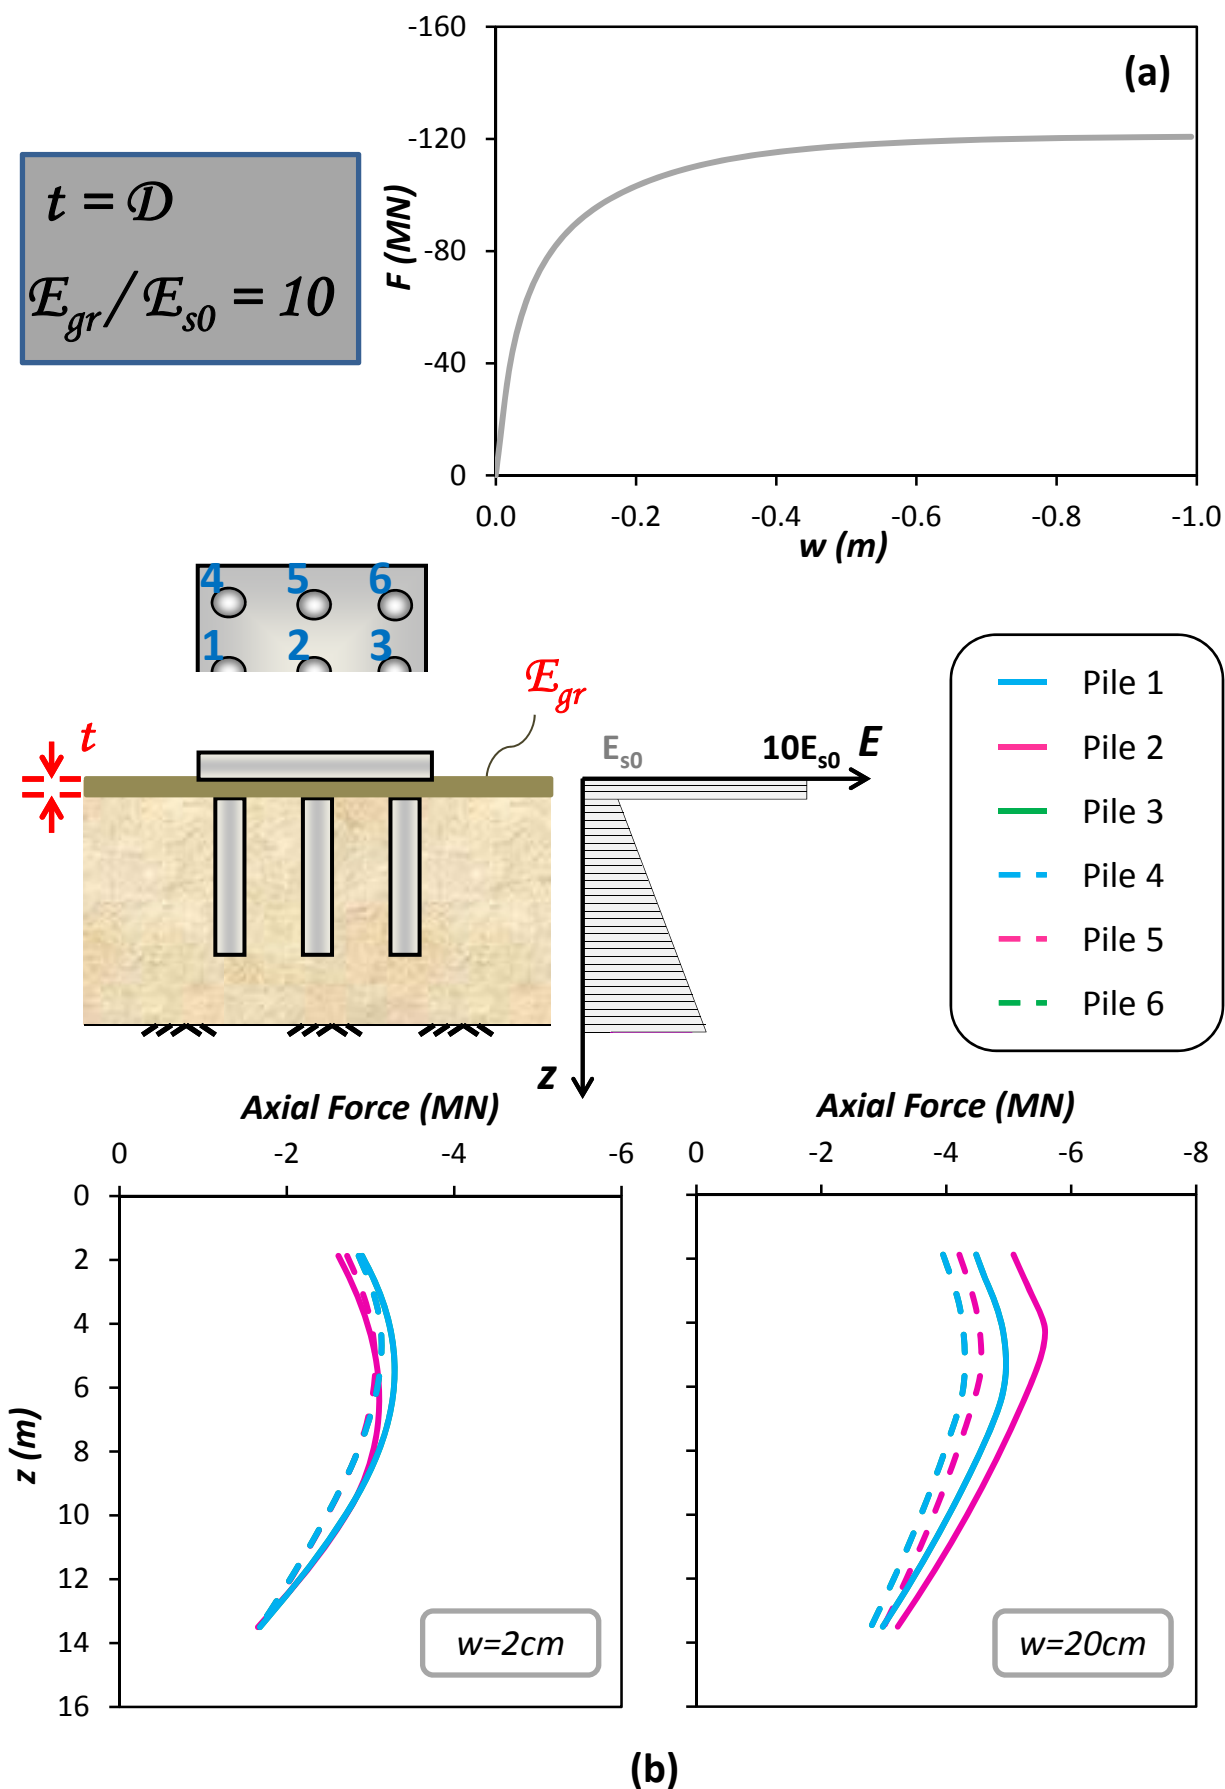 -160
(a)
-120
-80
-40
0
F (MN)
0.0 -0.2 -0.4 -0.6 -0.8 -1.0
w (m)
t = D
E_gr / E_s0 = 10
4 5 6
1 2 3
E_gr
t
E_s0 10E_s0 E
z
Pile 1
Pile 2
Pile 3
Pile 4
Pile 5
Pile 6
Axial Force (MN)
0 -2 -4 -6
0
2
4
6
8
10
12
14
16
z (m)
w=2cm
Axial Force (MN)
0 -2 -4 -6 -8
w=20cm
(b)